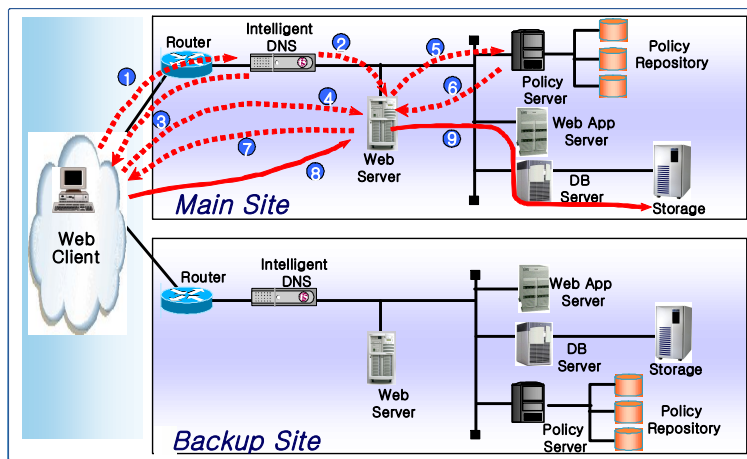 Intelligent
DNS
Router
1
2
3
4
5
6
7
8
9
Policy
Server
Policy
Repository
Web App
Server
Web
Server
DB
Server
Storage
Main Site
Web
Client
Intelligent
DNS
Router
Web App
Server
DB
Server
Storage
Web
Server
Policy
Server
Policy
Repository
Backup Site